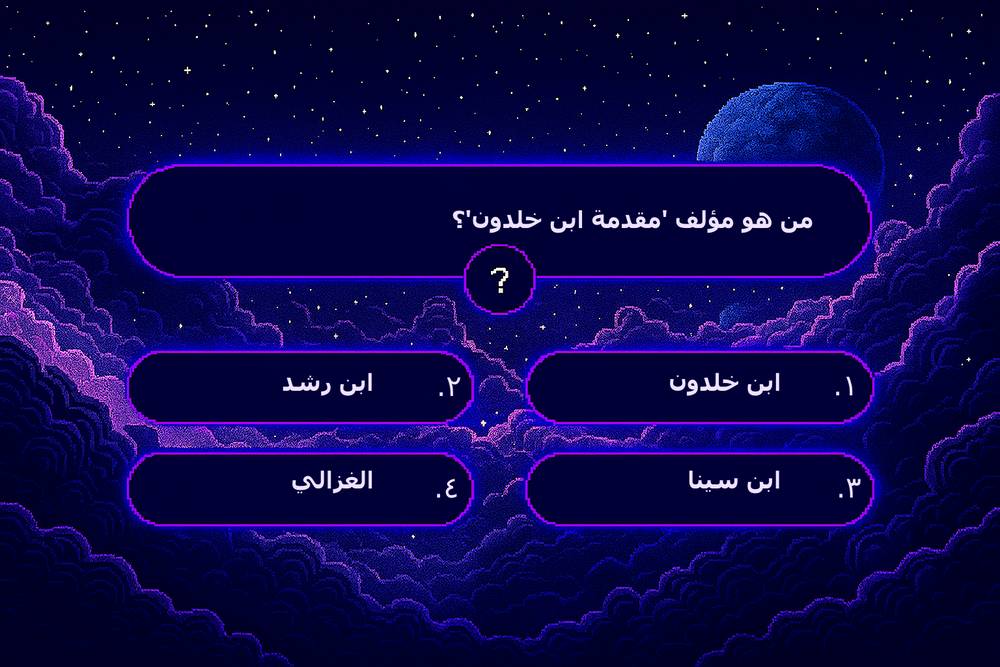 من هو مؤلف 'مقدمة ابن خلدون'؟
?
١. ابن خلدون
٢. ابن رشد
٣. ابن سينا
٤. الغزالي